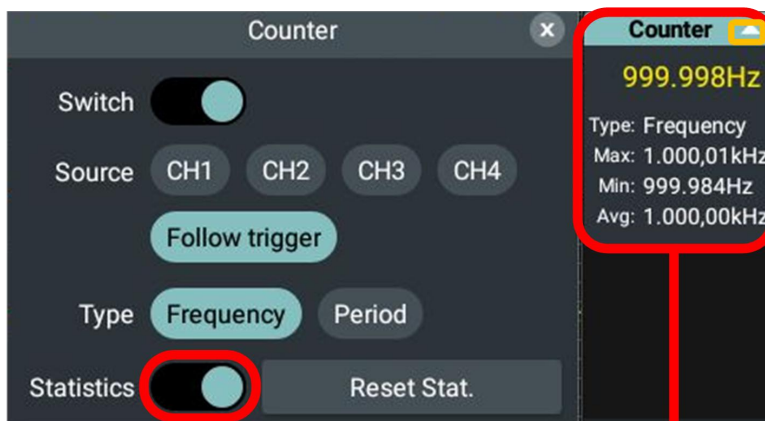 Counter
x
Switch
Source CH1 CH2 CH3 CH4
Follow trigger
Type Frequency Period
Statistics Reset Stat.
Counter
999.998Hz
Type: Frequency
Max: 1.000,01kHz
Min: 999.984Hz
Avg: 1.000,00kHz